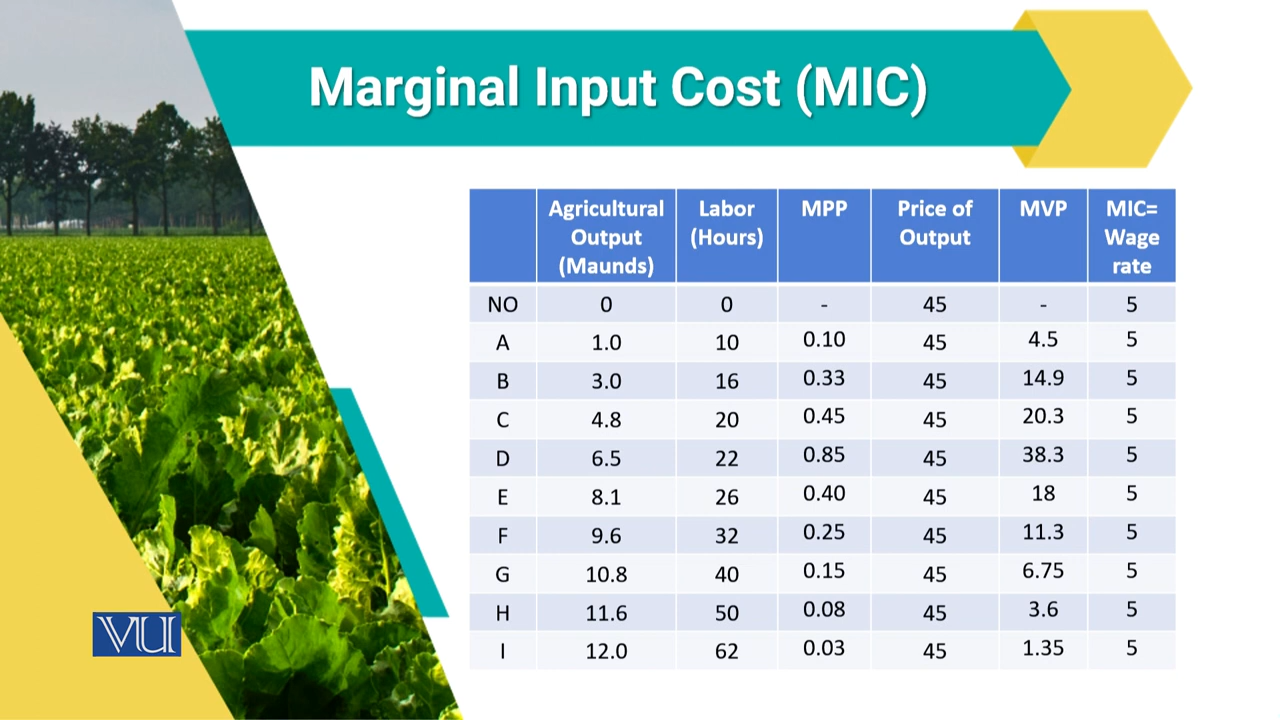 Marginal Input Cost (MIC)
Agricultural Output (Maunds) Labor (Hours) MPP Price of Output MVP MIC= Wage rate
NO 0 0 - 45 - 5
A 1.0 10 0.10 45 4.5 5
B 3.0 16 0.33 45 14.9 5
C 4.8 20 0.45 45 20.3 5
D 6.5 22 0.85 45 38.3 5
E 8.1 26 0.40 45 18 5
F 9.6 32 0.25 45 11.3 5
G 10.8 40 0.15 45 6.75 5
H 11.6 50 0.08 45 3.6 5
I 12.0 62 0.03 45 1.35 5
VU